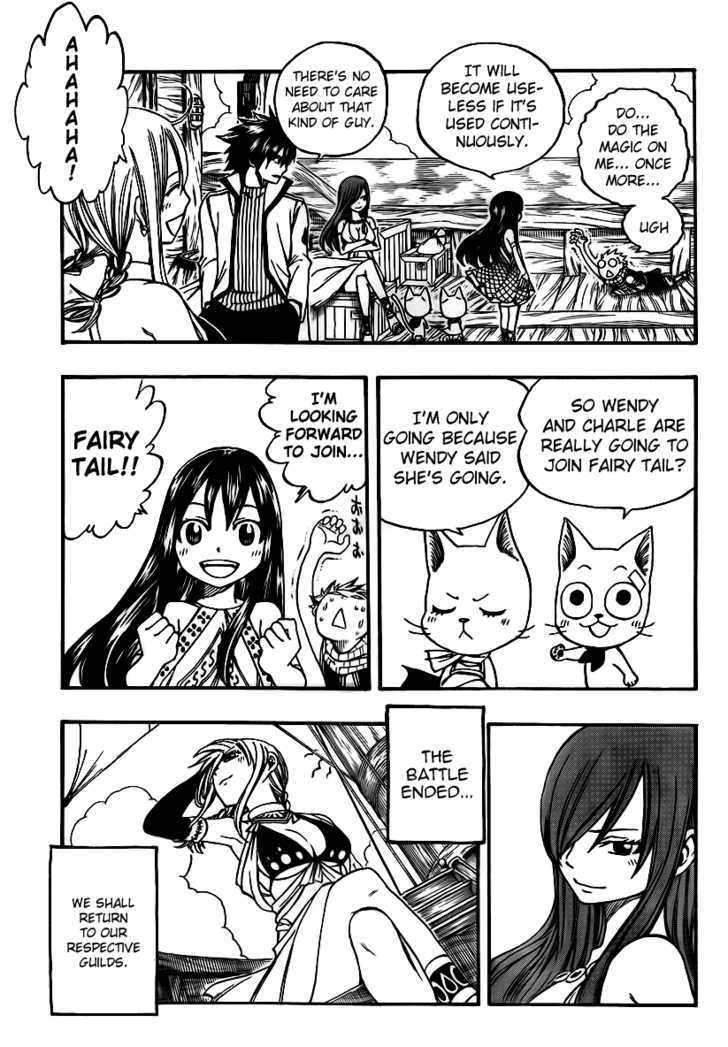 DO...
DO THE
MAGIC ON
ME... ONCE
MORE...
UGH
IT WILL
BECOME USE-
LESS IF IT'S
USED CONTI-
NUOUSLY.
THERE'S NO
NEED TO CARE
ABOUT THAT
KIND OF GUY.
AHAHAHA!
SO WENDY
AND CHARLE ARE
REALLY GOING TO
JOIN FAIRY TAIL?
I'M ONLY
GOING BECAUSE
WENDY SAID
SHE'S GOING.
I'M
LOOKING
FORWARD
TO JOIN...
おおお
FAIRY
TAIL!!
THE
BATTLE
ENDED...
WE SHALL
RETURN
TO OUR
RESPECTIVE
GUILDS.